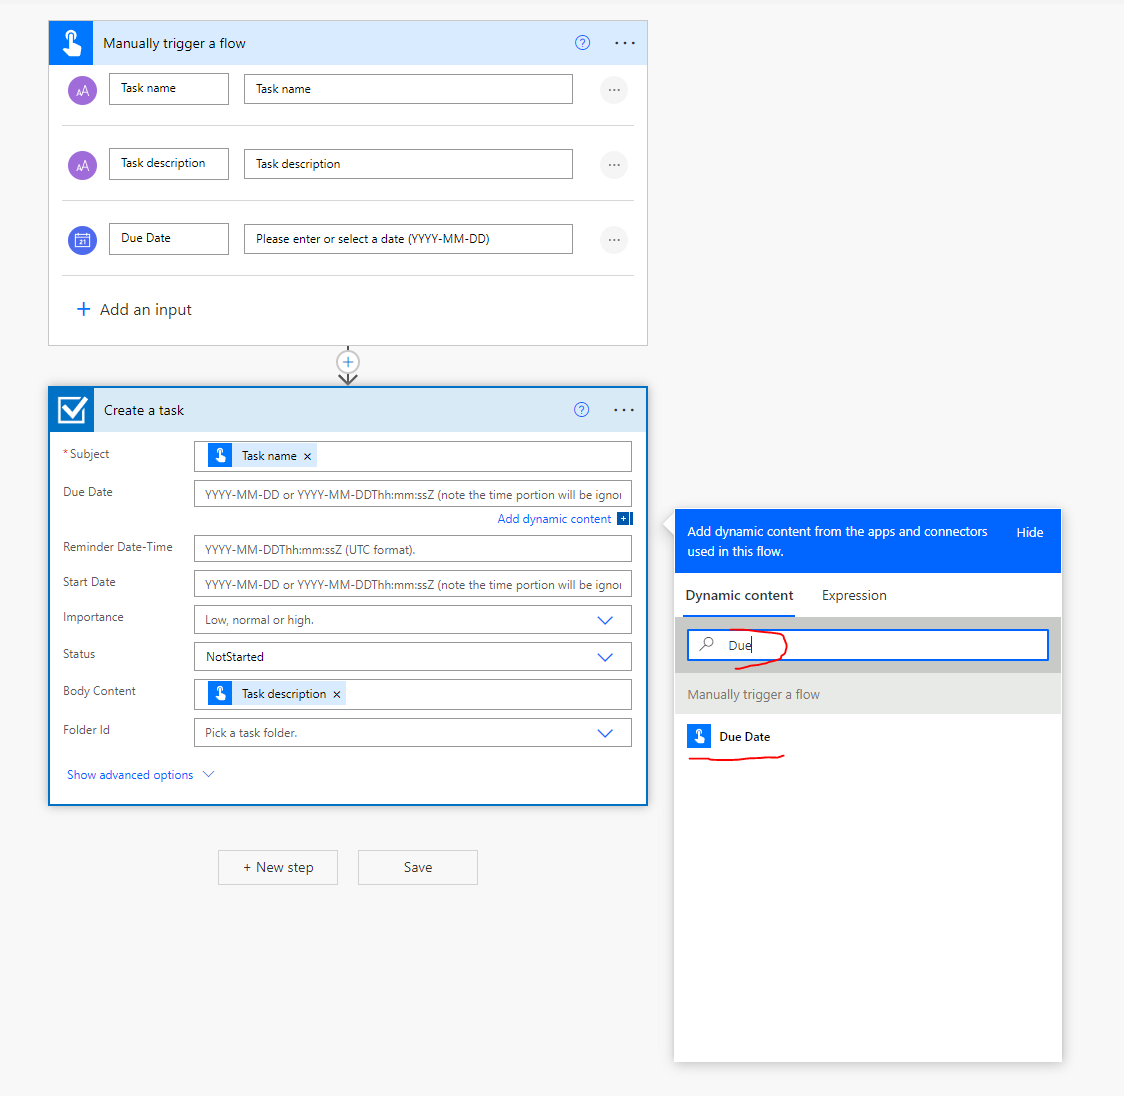 Manually trigger a flow
Task name Task name
Task description Task description
21
Due Date Please enter or select a date (YYYY-MM-DD)
+ Add an input
Create a task
* Subject Task name ×
Due Date YYYY-MM-DD or YYYY-MM-DDThh:mm:ssZ (note the time portion will be ignor
Add dynamic content
Reminder Date-Time YYYY-MM-DDThh:mm:ssZ (UTC format).
Start Date YYYY-MM-DD or YYYY-MM-DDThh:mm:ssZ (note the time portion will be ignor
Importance Low, normal or high.
Status NotStarted
Body Content Task description ×
Folder Id Pick a task folder.
Show advanced options
+ New step Save
Add dynamic content from the apps and connectors
used in this flow.
Hide
Dynamic content Expression
Due
Manually trigger a flow
Due Date